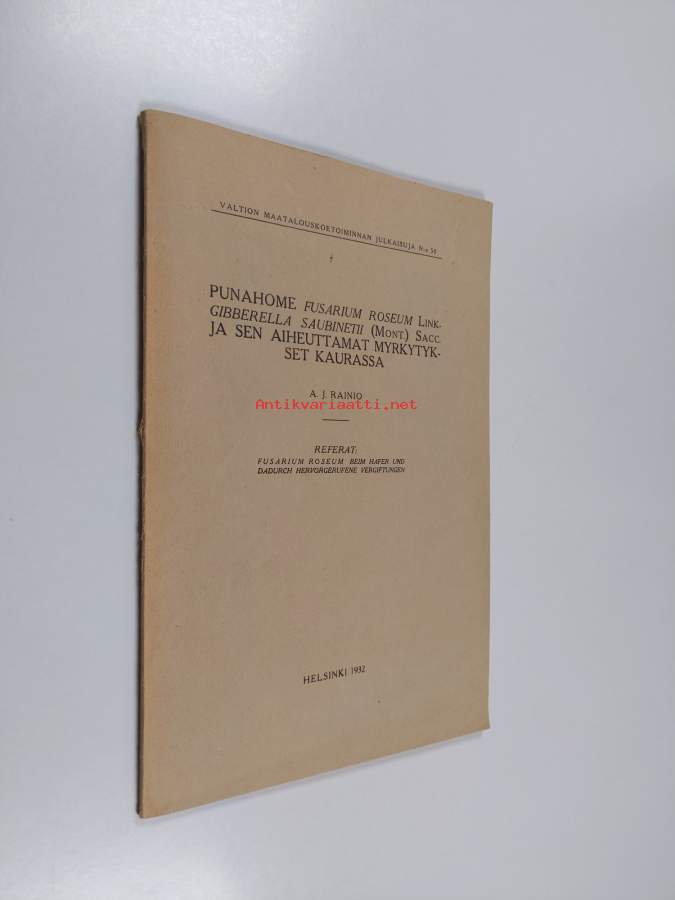 VALTION MAATALOUSKOETOIMINNAN JULKAISUJA N:o 50
PUNAHOME FUSARIUM ROSEUM LINK-
GIBBERELLA SAUBINETII (MONT.) SACC.
JA SEN AIHEUTTAMAT MYRKYTYK-
SET KAURASSA
A. J. RAINIO
Antikvariaatti.net
REFERAT:
FUSARIUM ROSEUM BEIM HAFER UND
DADURCH HERVORGERUFENE VERGIFTUNGEN
HELSINKI 1932